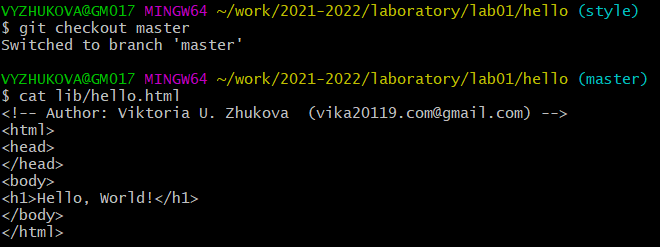 VYZHUKOVA@GM017 MINGW64 ~/work/2021-2022/laboratory/lab01/hello (style)
$ git checkout master
Switched to branch 'master'
VYZHUKOVA@GM017 MINGW64 ~/work/2021-2022/laboratory/lab01/hello (master)
$ cat lib/hello.html
<!-- Author: Viktoria U. Zhukova  (vika20119.com@gmail.com) -->
<html>
<head>
</head>
<body>
<h1>Hello, World!</h1>
</body>
</html>